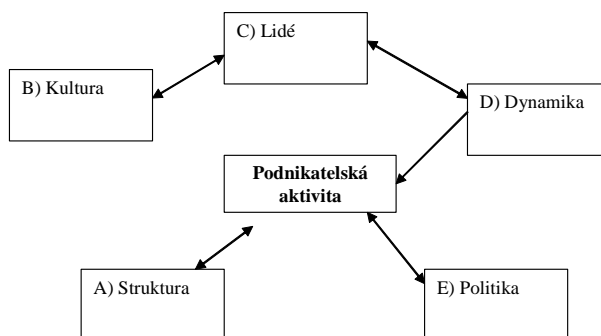 C) Lidé
B) Kultura
D) Dynamika
Podnikatelská
aktivita
A) Struktura
E) Politika